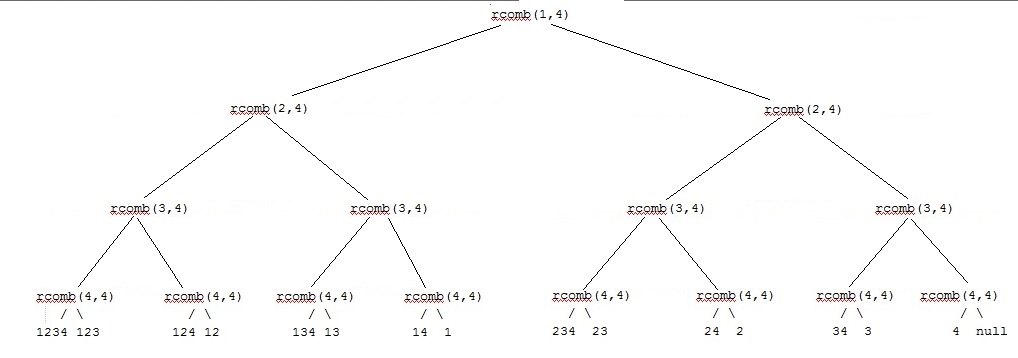 rcomb(1,4)
rcomb(2,4) rcomb(2,4)
rcomb(3,4) rcomb(3,4) rcomb(3,4) rcomb(3,4)
rcomb(4,4) rcomb(4,4) rcomb(4,4) rcomb(4,4) rcomb(4,4) rcomb(4,4) rcomb(4,4) rcomb(4,4)
/ \ / \ / \ / \ / \ / \ / \ / \
1234 123 124 12 134 13 14 1 234 23 24 2 34 3 4 null